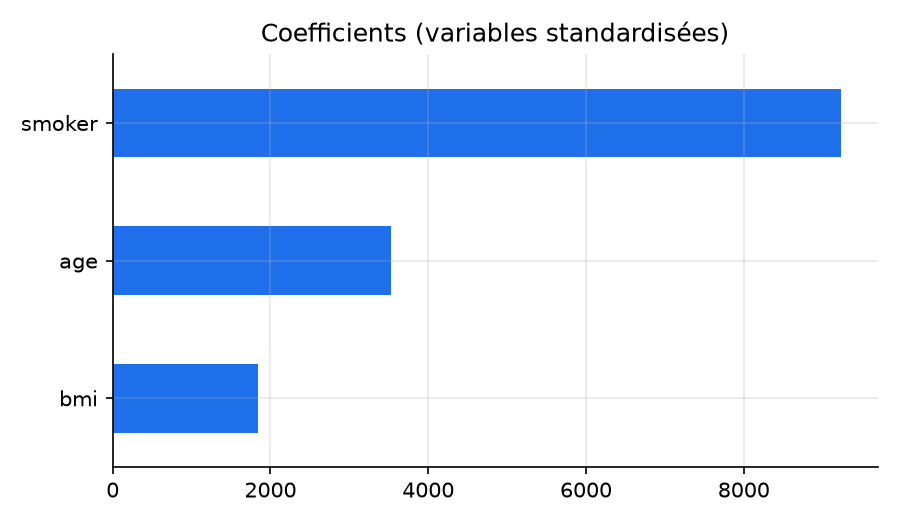 Coefficients (variables standardisées)
smoker
age
bmi
0 2000 4000 6000 8000